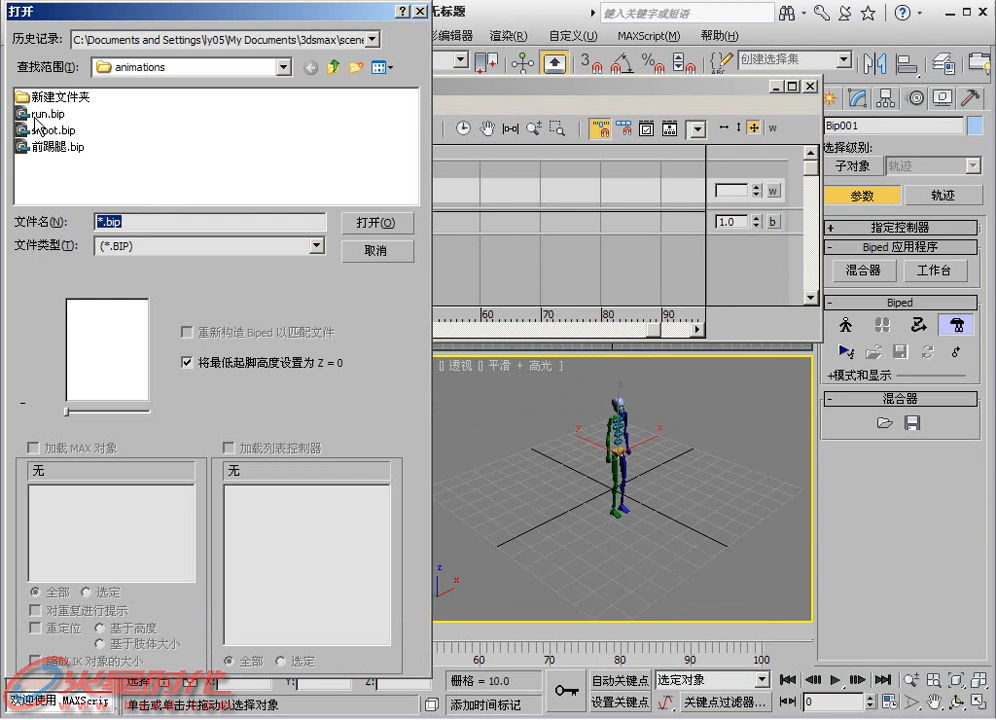 打开
无标题
键入关键字或短语
历史记录: C:\Documents and Settings\ly05\My Documents\3dsmax\scene
形编辑器 渲染(R) 自定义(U) MAXScript(M) 帮助(H)
查找范围(I): animations
创建选择集
新建文件夹
run.bip
前踢腿.bip
Bip001
选择级别:
子对象 轨迹
参数 轨迹
文件名(N): *.bip 打开(O)
文件类型(T): (*.BIP) 取消
1.0
指定控制器
Biped 应用程序
混合器 工作台
Biped
60 70 80 90
重新构造 Biped 以匹配文件
将最低起脚高度设置为 Z = 0
+模式和显示
混合器
[] 透视 [] 平滑 + 高光 ]
加载 MAX 对象 加载列表控制器
无 无
全部 选定
对重复进行提示
重定位 基于高度
基于肢体大小
缩放 IK 对象的大小
全部 选定
60 70 80 90 100
火星时代
Y: Z:
栅格 = 10.0 自动关键点 选定对象
欢迎使用 MAXScrip 单击或单击并拖动以选择对象 添加时间标记 设置关键点 关键点过滤器... 0